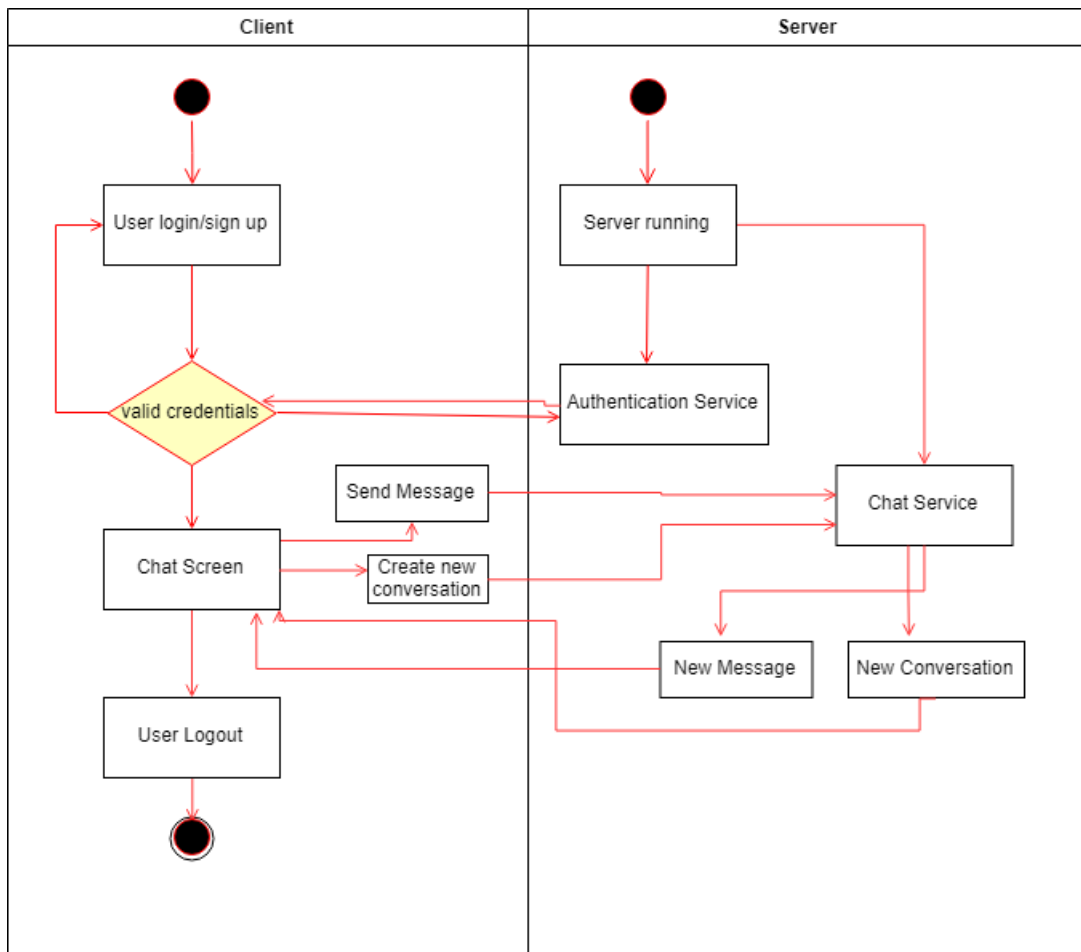 Client
Server
User login/sign up
Server running
valid credentials
Authentication Service
Send Message
Chat Service
Chat Screen
Create new
conversation
New Message
New Conversation
User Logout